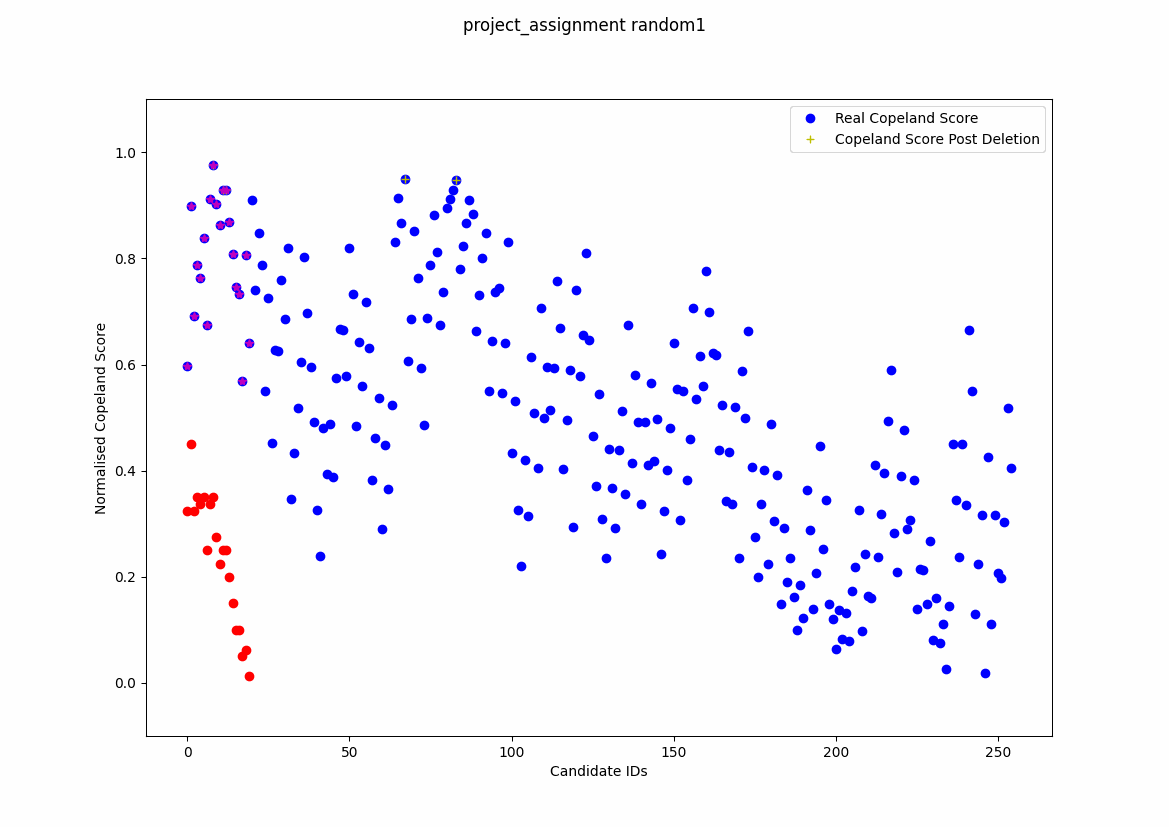 project_assignment random1
Real Copeland Score
Copeland Score Post Deletion
Normalised Copeland Score
1.0
0.8
0.6
0.4
0.2
0.0
0 50 100 150 200 250
Candidate IDs